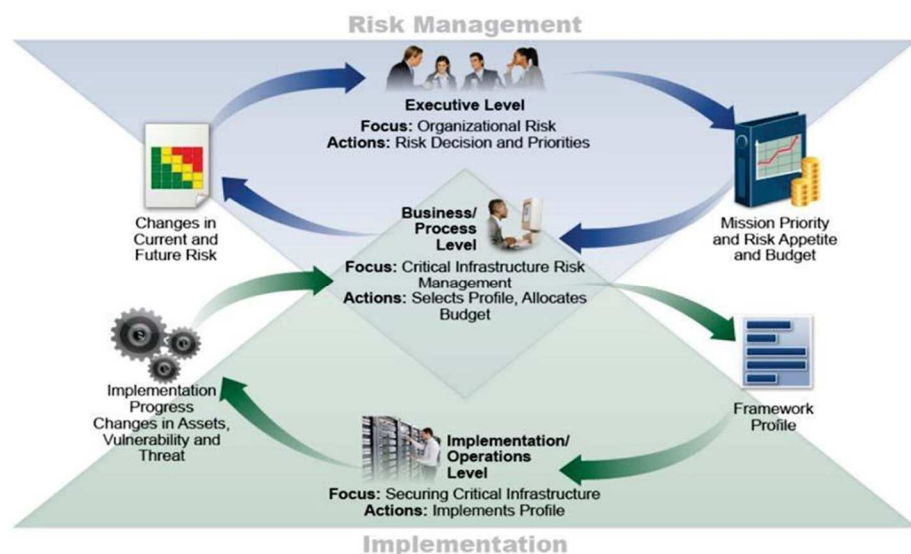 Risk Management
Executive Level
Focus: Organizational Risk
Actions: Risk Decision and Priorities
Changes in
Current and
Future Risk
Mission Priority
and Risk Appetite
and Budget
Business/
Process
Level
Focus: Critical Infrastructure Risk
Management
Actions: Selects Profile, Allocates
Budget
Implementation
Progress
Changes in Assets,
Vulnerability and
Threat
Framework
Profile
Implementation/
Operations
Level
Focus: Securing Critical Infrastructure
Actions: Implements Profile
Implementation